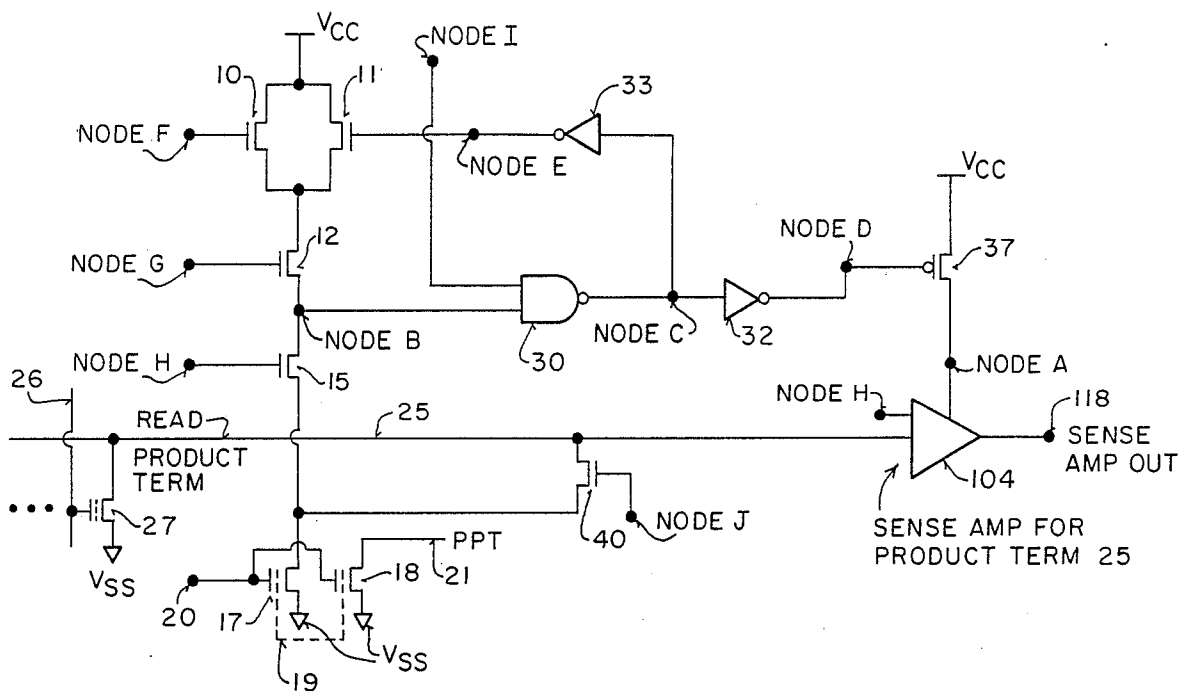 VCC
NODE I
10
11
33
NODE F
NODE E
VCC
12
NODE D
37
NODE G
NODE B
30
NODE C
32
NODE H
15
NODE A
26
NODE H
118
READ
25
SENSE
AMP OUT
PRODUCT
TERM
104
27
40
NODE J
SENSE AMP FOR
PRODUCT TERM 25
VSS
PPT
20
17
18
21
VSS
19